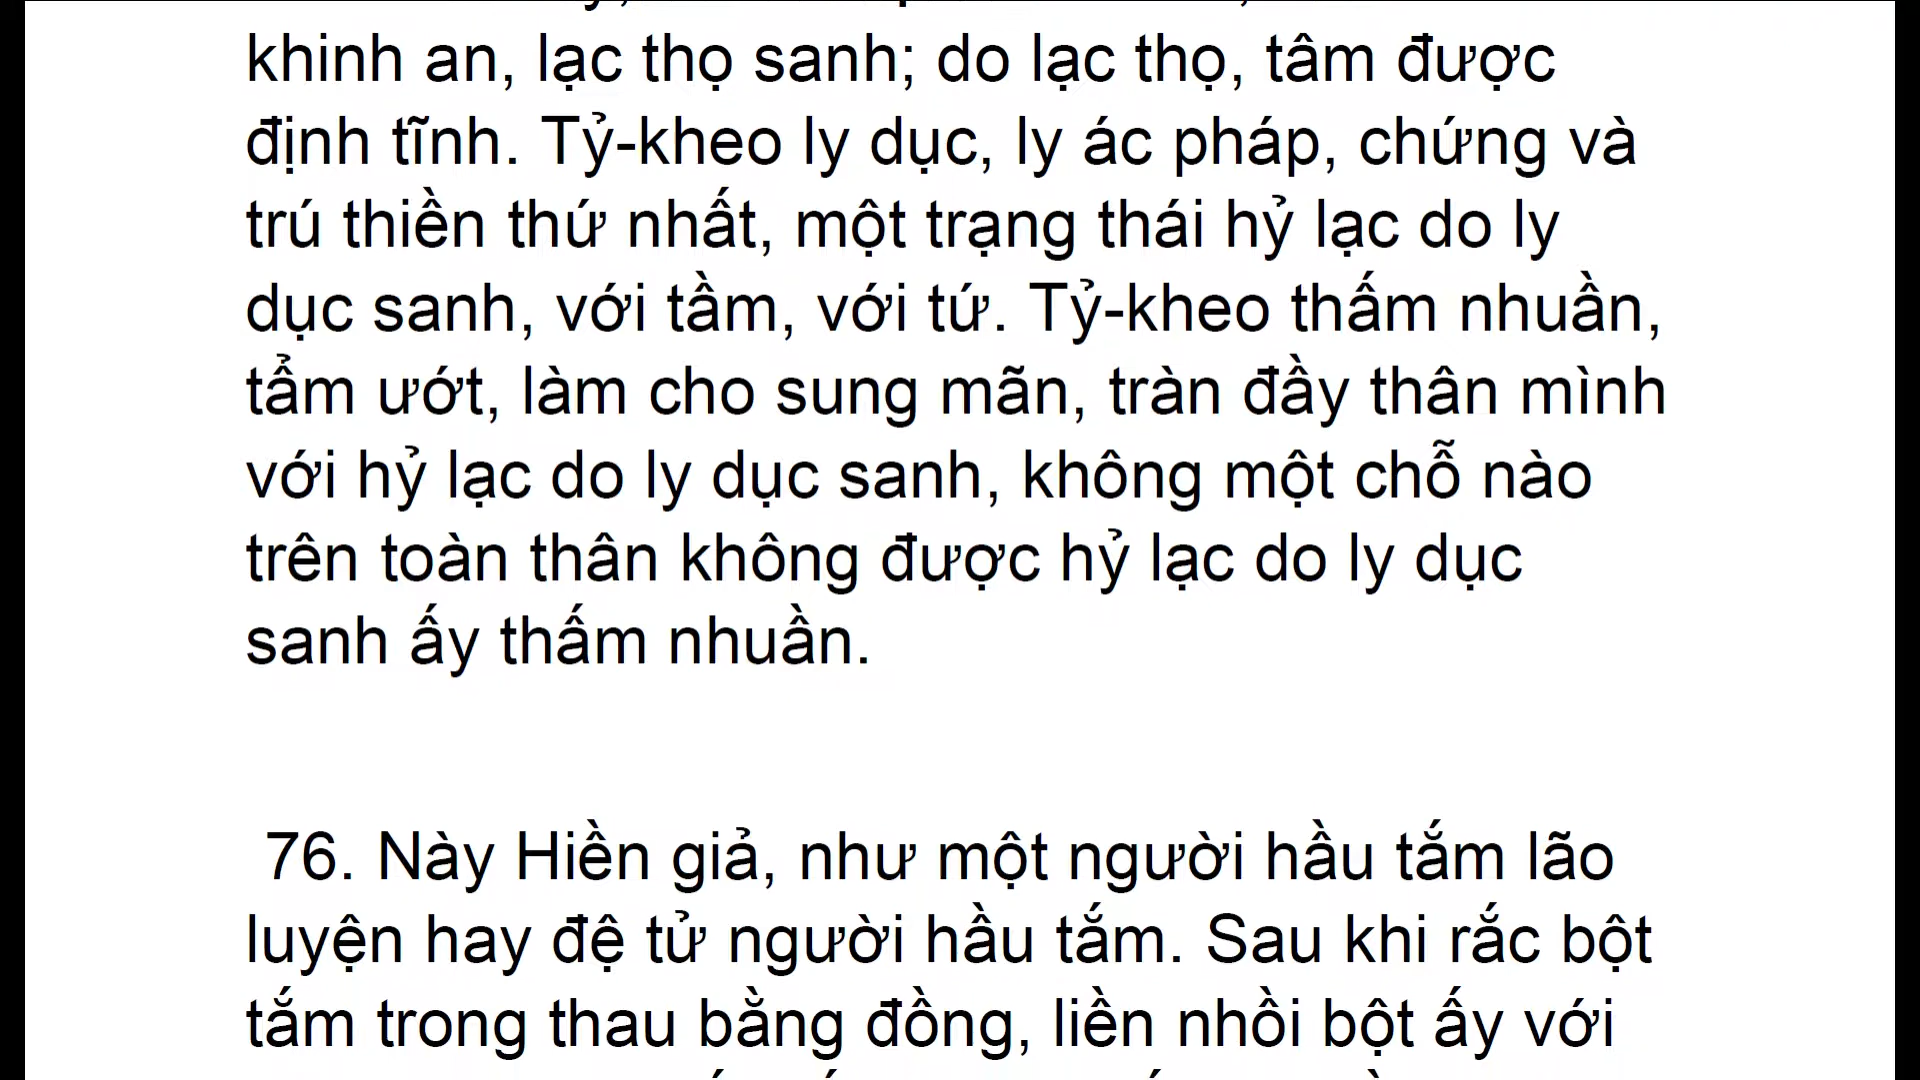 khinh an, lạc thọ sanh; do lạc thọ, tâm được
định tĩnh. Tỷ-kheo ly dục, ly ác pháp, chứng và
trú thiền thứ nhất, một trạng thái hỷ lạc do ly
dục sanh, với tầm, với tứ. Tỷ-kheo thấm nhuần,
tẩm ướt, làm cho sung mãn, tràn đầy thân mình
với hỷ lạc do ly dục sanh, không một chỗ nào
trên toàn thân không được hỷ lạc do ly dục
sanh ấy thấm nhuần.
76. Này Hiền giả, như một người hầu tắm lão
luyện hay đệ tử người hầu tắm. Sau khi rắc bột
tắm trong thau bằng đồng, liền nhồi bột ấy với